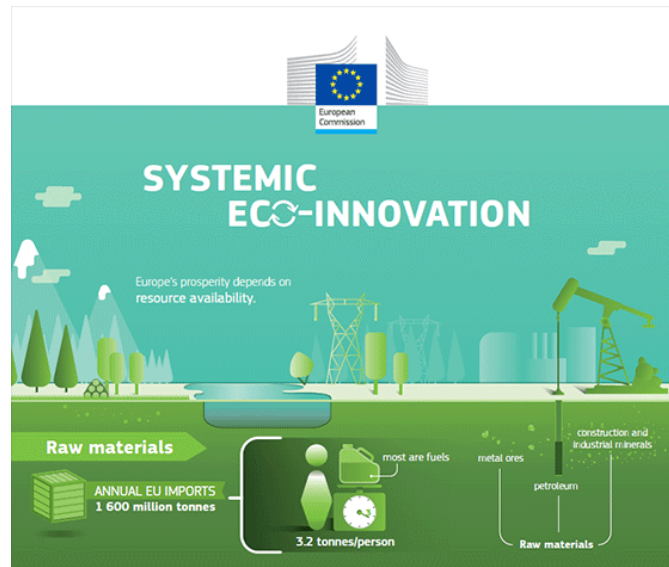 European
Commission
SYSTEMIC
ECO-INNOVATION
Europe's prosperity depends on
resource availability.
Raw materials
ANNUAL EU IMPORTS
1 600 million tonnes
most are fuels
3.2 tonnes/person
metal ores
petroleum
construction and
industrial minerals
Raw materials